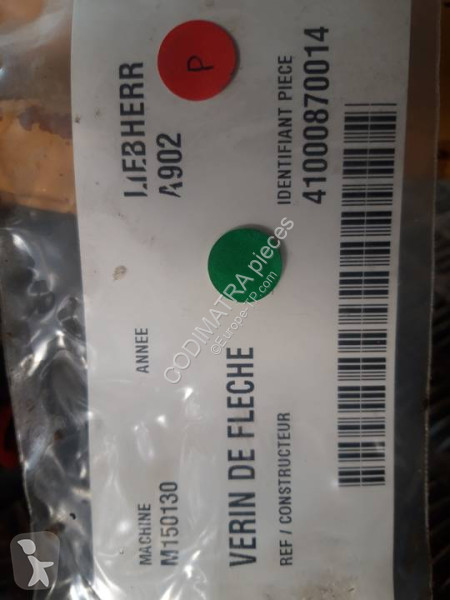 LIEBHERR
A902
P
MACHINE
M150130
ANNEE
VERIN DE FLECHE
REF / CONSTRUCTEUR
IDENTIFIANT PIECE
41000870014
CODIMATRA pieces
©Europe-TP.com